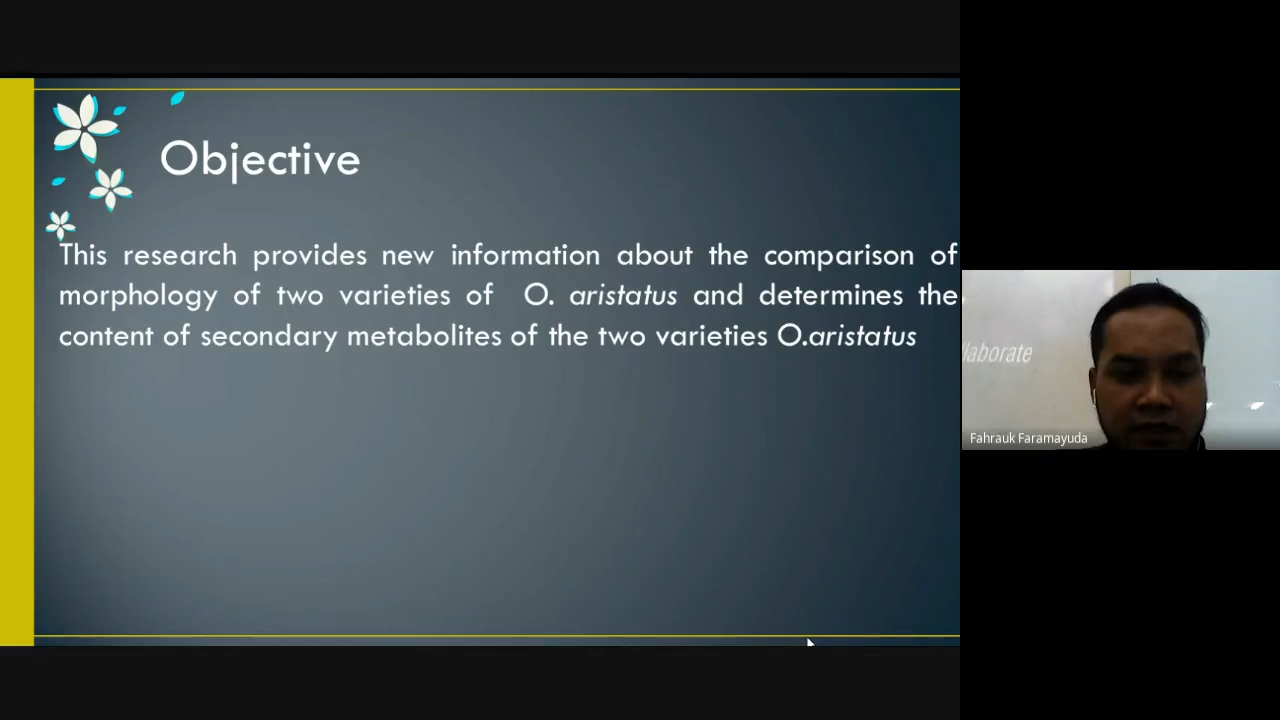 Objective
This research provides new information about the comparison of
morphology of two varieties of O. aristatus and determines the
content of secondary metabolites of the two varieties O.aristatus
laborate
Fahrauk Faramayuda